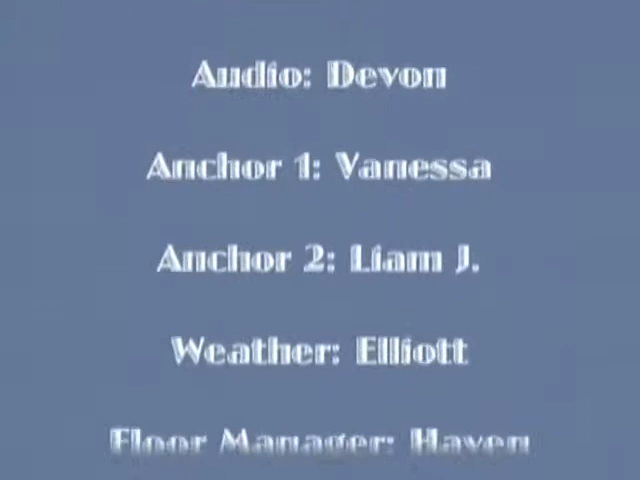 Audio: Devon
Anchor 1: Vanessa
Anchor 2: Liam J.
Weather: Elliott
Floor Manager: Haven